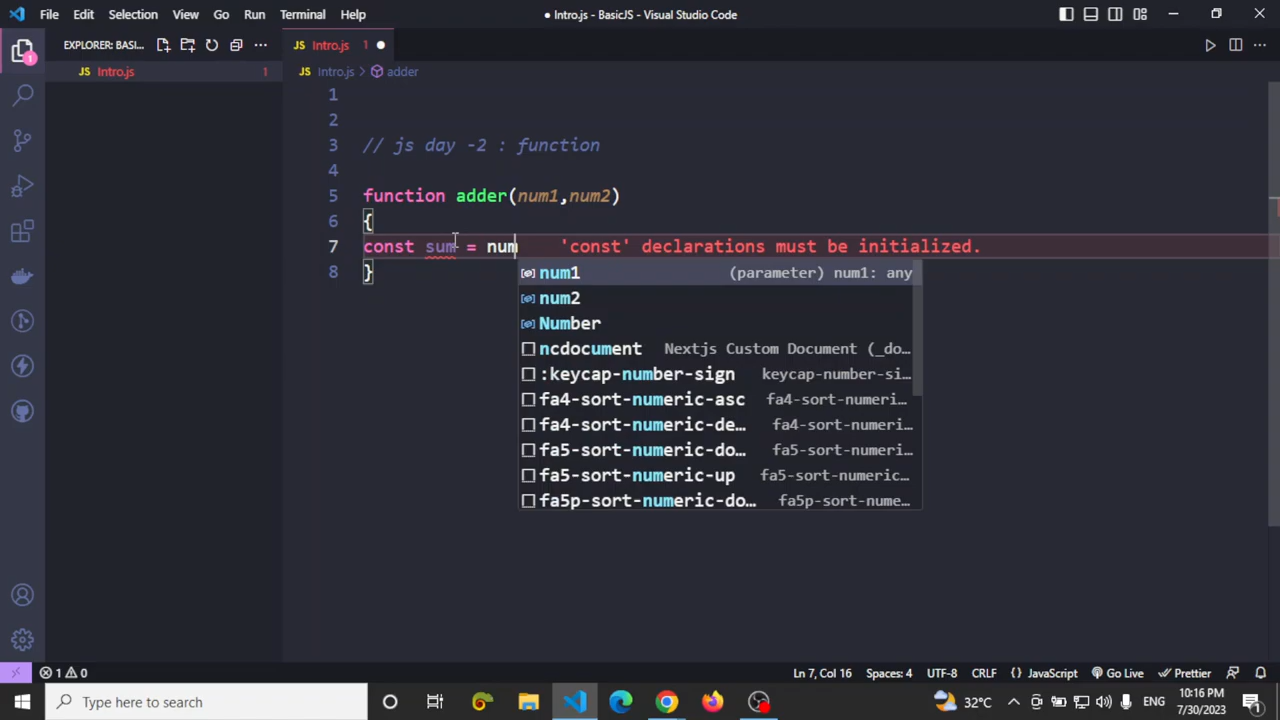 File Edit Selection View Go Run Terminal Help
● Intro.js - BasicJS - Visual Studio Code
EXPLORER: BASI...
JS Intro.js 1 ●
JS Intro.js 1
JS Intro.js > adder
1
2
3 // js day -2 : function
4
5 function adder(num1,num2)
6 {
7 const sum = num 'const' declarations must be initialized.
8 }
num1 (parameter) num1: any
num2
Number
ncdocument Nextjs Custom Document (_do...
:keycap-number-sign keycap-number-si...
fa4-sort-numeric-asc fa4-sort-numeri...
fa4-sort-numeric-de... fa4-sort-numeri...
fa5-sort-numeric-do... fa5-sort-numeri...
fa5-sort-numeric-up fa5-sort-numeric...
fa5p-sort-numeric-do... fa5p-sort-nume...
1
1 0
Ln 7, Col 16 Spaces: 4 UTF-8 CRLF {} JavaScript Go Live Prettier
Type here to search
32°C ENG
10:16 PM
7/30/2023
1